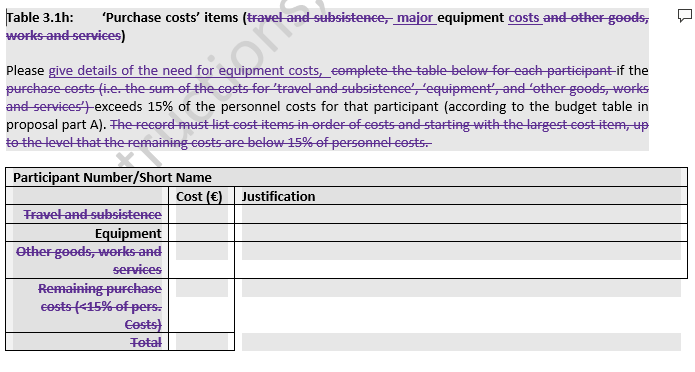 Table 3.1h: ‘Purchase costs’ items (travel and subsistence, major equipment costs and other goods,
works and services)
Please give details of the need for equipment costs, complete the table below for each participant if the
purchase costs (i.e. the sum of the costs for ’travel and subsistence’, ‘equipment’, and ‘other goods, works
and services’) exceeds 15% of the personnel costs for that participant (according to the budget table in
proposal part A). The record must list cost items in order of costs and starting with the largest cost item, up
to the level that the remaining costs are below 15% of personnel costs.
Participant Number/Short Name
Cost (€) Justification
Travel and subsistence
Equipment
Other goods, works and
services
Remaining purchase
costs (<15% of pers.
Costs)
Total